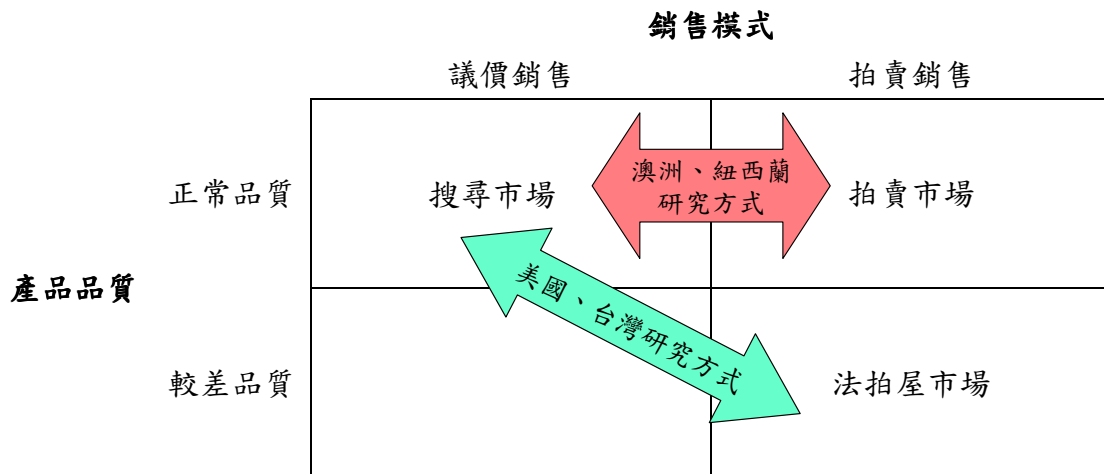 銷售模式
議價銷售
拍賣銷售
正常品質
搜尋市場
澳洲、紐西蘭
研究方式
拍賣市場
產品品質
美國、台灣研究方式
較差品質
法拍屋市場